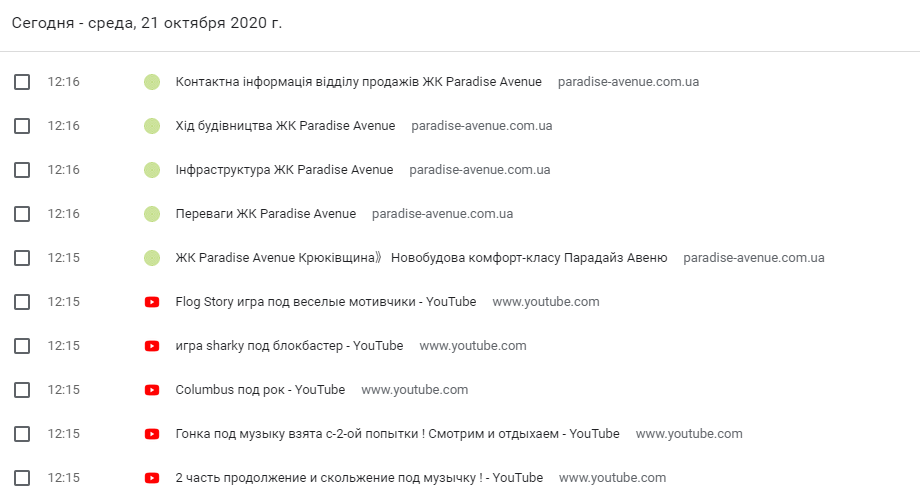 Сегодня - среда, 21 октября 2020 г.
12:16 Контактна інформація відділу продажів ЖК Paradise Avenue paradise-avenue.com.ua
12:16 Хід будівництва ЖК Paradise Avenue paradise-avenue.com.ua
12:16 Інфраструктура ЖК Paradise Avenue paradise-avenue.com.ua
12:16 Переваги ЖК Paradise Avenue paradise-avenue.com.ua
12:15 ЖК Paradise Avenue Крюківщина》 Новобудова комфорт-класу Парадайз Авеню paradise-avenue.com.ua
12:15 Flog Story игра под веселые мотивчики - YouTube www.youtube.com
12:15 игра sharky под блокбастер - YouTube www.youtube.com
12:15 Columbus под рок - YouTube www.youtube.com
12:15 Гонка под музыку взята с-2-ой попытки ! Смотрим и отдыхаем - YouTube www.youtube.com
12:15 2 часть продолжение и скольжение под музычку ! - YouTube www.youtube.com